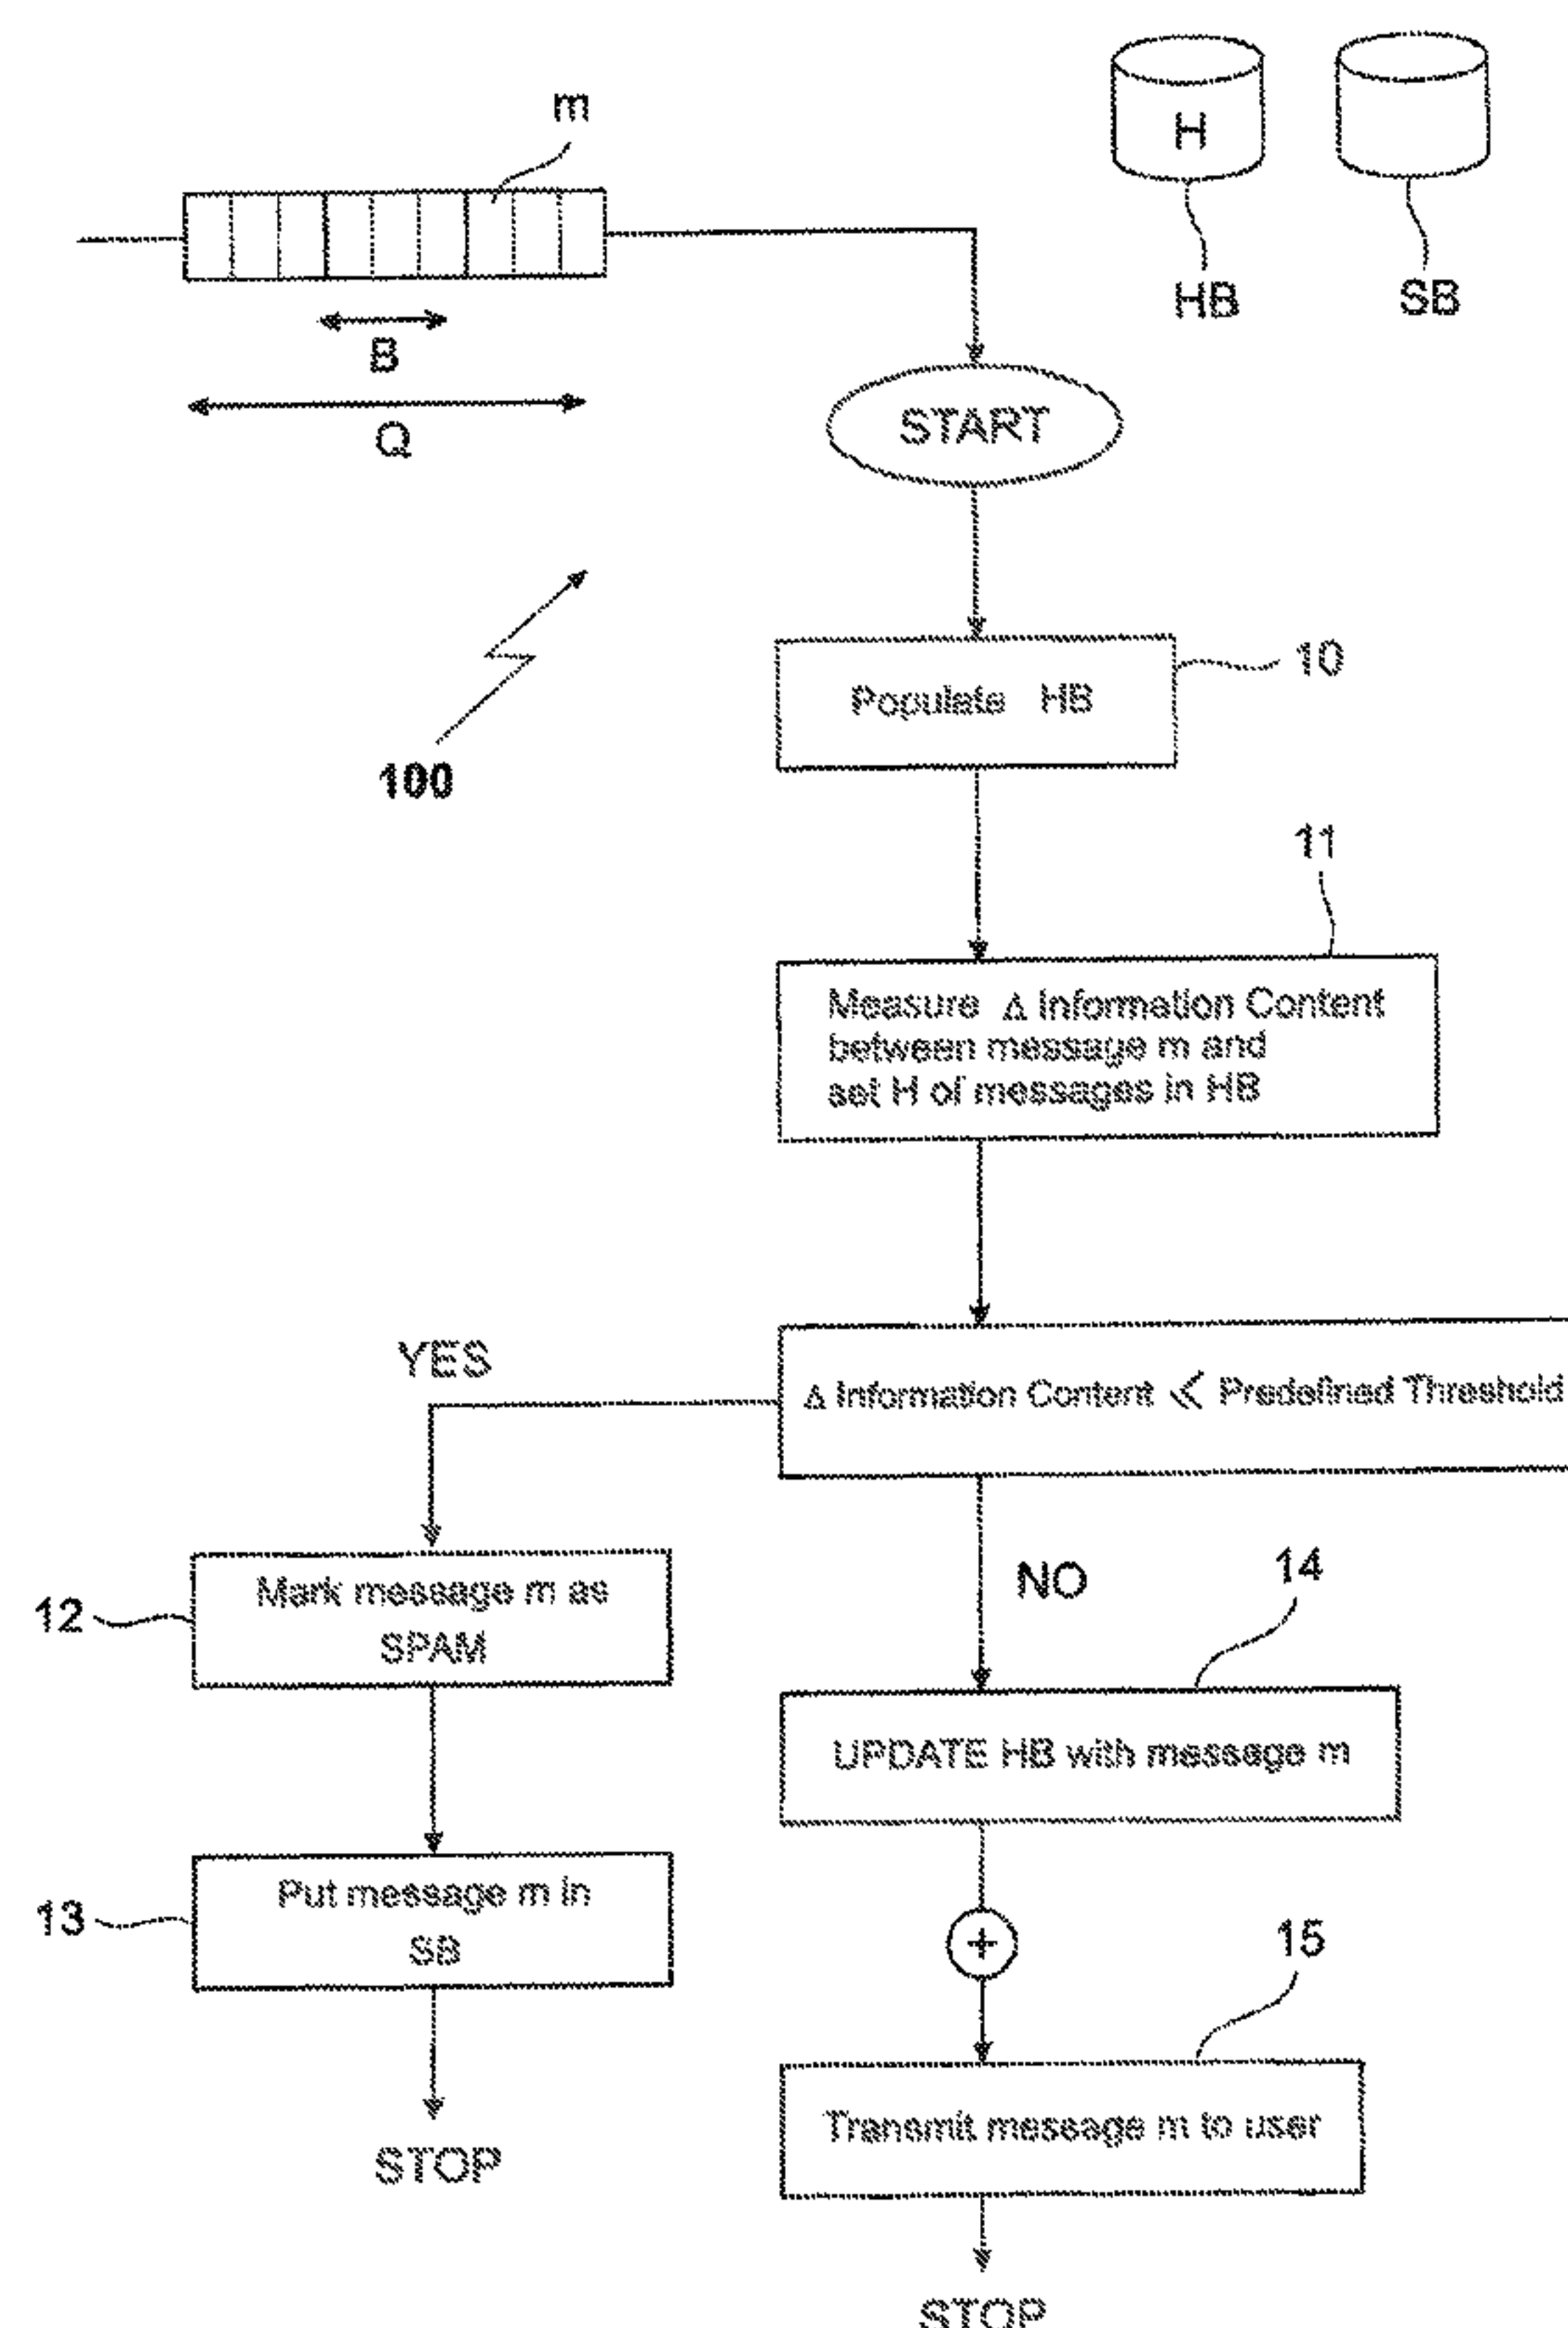 m
H
HB
SB
B
Q
START
100
Populate HB
10
11
Measure Δ Information Content
between message m and
set H of messages in HB
Δ Information Content ≪ Predefined Threshold
YES
NO
12
Mark message m as
SPAM
14
UPDATE HB with message m
13
Put message m in
SB
+
15
Transmit message m to user
STOP
STOP